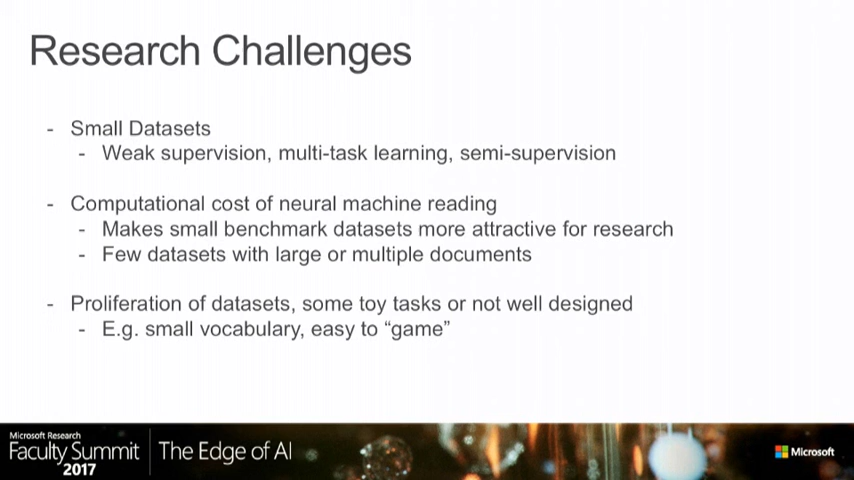 Research Challenges
- Small Datasets
- Weak supervision, multi-task learning, semi-supervision
- Computational cost of neural machine reading
- Makes small benchmark datasets more attractive for research
- Few datasets with large or multiple documents
- Proliferation of datasets, some toy tasks or not well designed
- E.g. small vocabulary, easy to “game”
Microsoft Research
Faculty Summit
2017
The Edge of AI
Microsoft